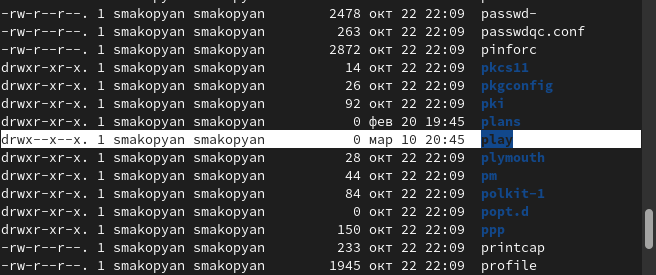 -rw-r--r--. 1 smakopyan smakopyan 2478 окт 22 22:09 passwd-
-rw-r--r--. 1 smakopyan smakopyan 263 окт 22 22:09 passwdqc.conf
-rw-r--r--. 1 smakopyan smakopyan 2872 окт 22 22:09 pinforc
drwxr-xr-x. 1 smakopyan smakopyan 14 окт 22 22:09 pkcs11
drwxr-xr-x. 1 smakopyan smakopyan 26 окт 22 22:09 pkgconfig
drwxr-xr-x. 1 smakopyan smakopyan 92 окт 22 22:09 pki
drwxr-xr-x. 1 smakopyan smakopyan 0 фев 20 19:45 plans
drwx--x--x. 1 smakopyan smakopyan 0 мар 10 20:45 play
drwxr-xr-x. 1 smakopyan smakopyan 28 окт 22 22:09 plymouth
drwxr-xr-x. 1 smakopyan smakopyan 44 окт 22 22:09 pm
drwxr-xr-x. 1 smakopyan smakopyan 84 окт 22 22:09 polkit-1
drwxr-xr-x. 1 smakopyan smakopyan 0 окт 22 22:09 popt.d
drwxr-xr-x. 1 smakopyan smakopyan 150 окт 22 22:09 ppp
-rw-r--r--. 1 smakopyan smakopyan 233 окт 22 22:09 printcap
-rw-r--r--. 1 smakopyan smakopyan 1945 окт 22 22:09 profile